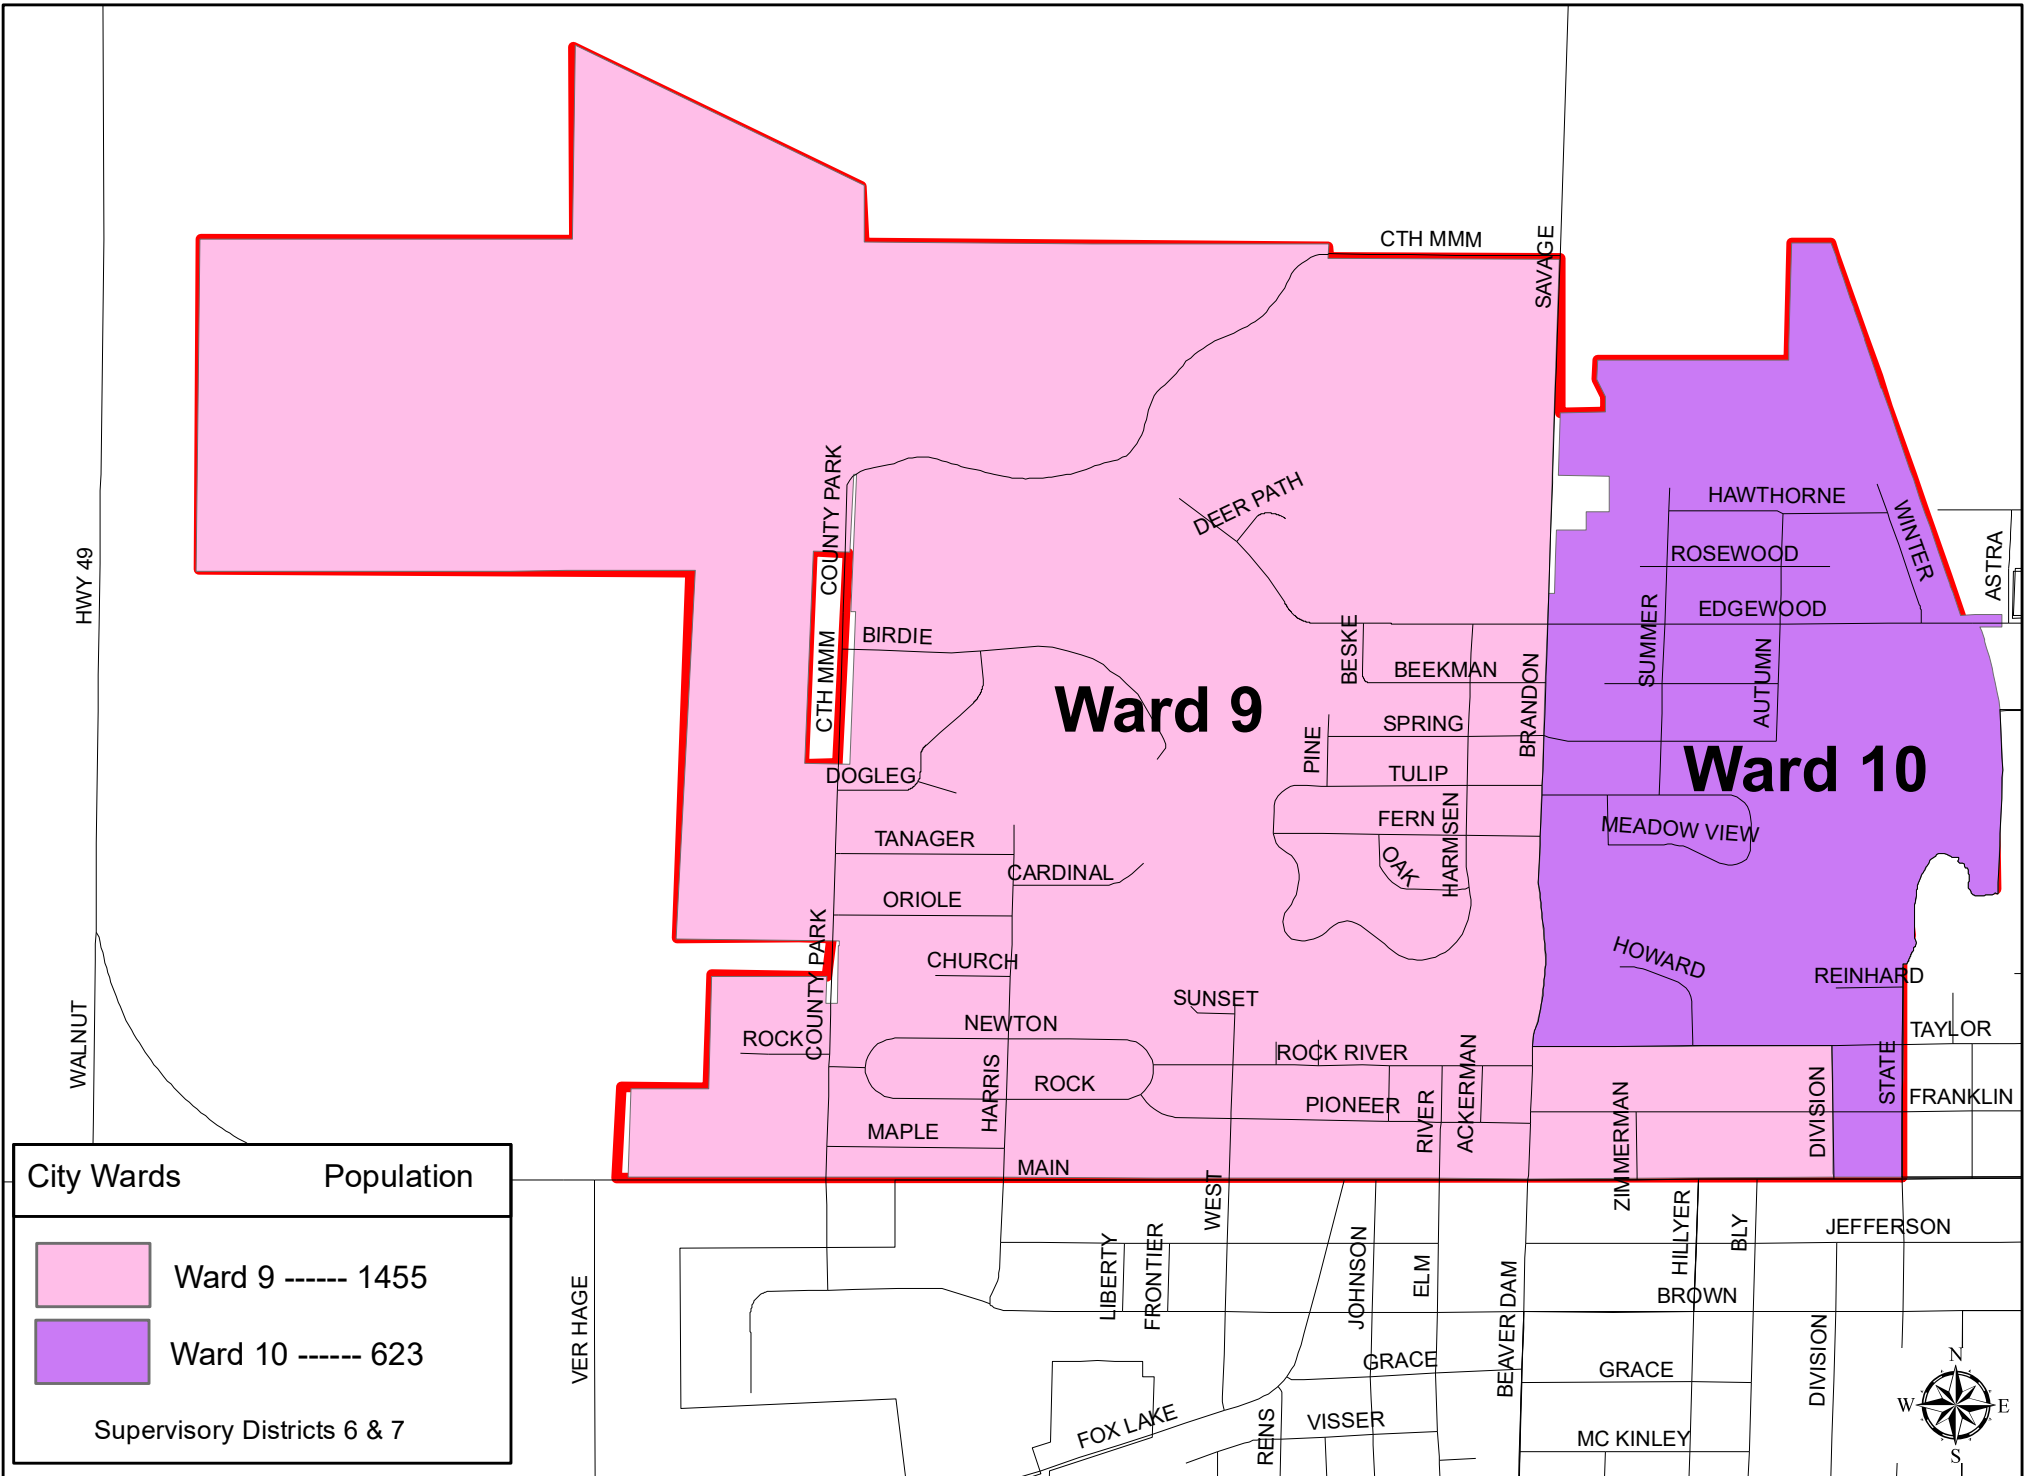 CTH MMM
SAVAGE
COUNTY PARK
DEER PATH
HAWTHORNE
WINTER
ASTRA
ROSEWOOD
HWY 49
EDGEWOOD
SUMMER
BIRDIE
BESKE
CTH MMM
BEEKMAN
AUTUMN
BRANDON
Ward 9
SPRING
PINE
Ward 10
DOGLEG
TULIP
FERN
HARMSEN
MEADOW VIEW
TANAGER
OAK
CARDINAL
ORIOLE
COUNTY PARK
CHURCH
HOWARD
REINHARD
SUNSET
NEWTON
TAYLOR
WALNUT
ROCK
ROCK RIVER
STATE
HARRIS
ROCK
ACKERMAN
FRANKLIN
PIONEER
RIVER
ZIMMERMAN
DIVISION
MAPLE
MAIN
WEST
City Wards Population
Ward 9 ------ 1455
Ward 10 ------ 623
Supervisory Districts 6 & 7
HILLYER
BLY
JEFFERSON
LIBERTY
FRONTIER
JOHNSON
ELM
BROWN
VER HAGE
BEAVER DAM
GRACE
GRACE
DIVISION
N
W
E
S
FOX LAKE
RENS
VISSER
MC KINLEY